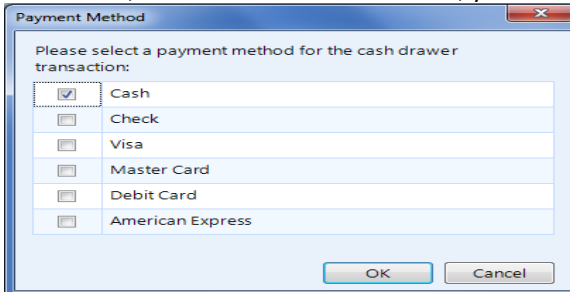 Payment Method
Please select a payment method for the cash drawer
transaction:
Cash
Check
Visa
Master Card
Debit Card
American Express
OK Cancel